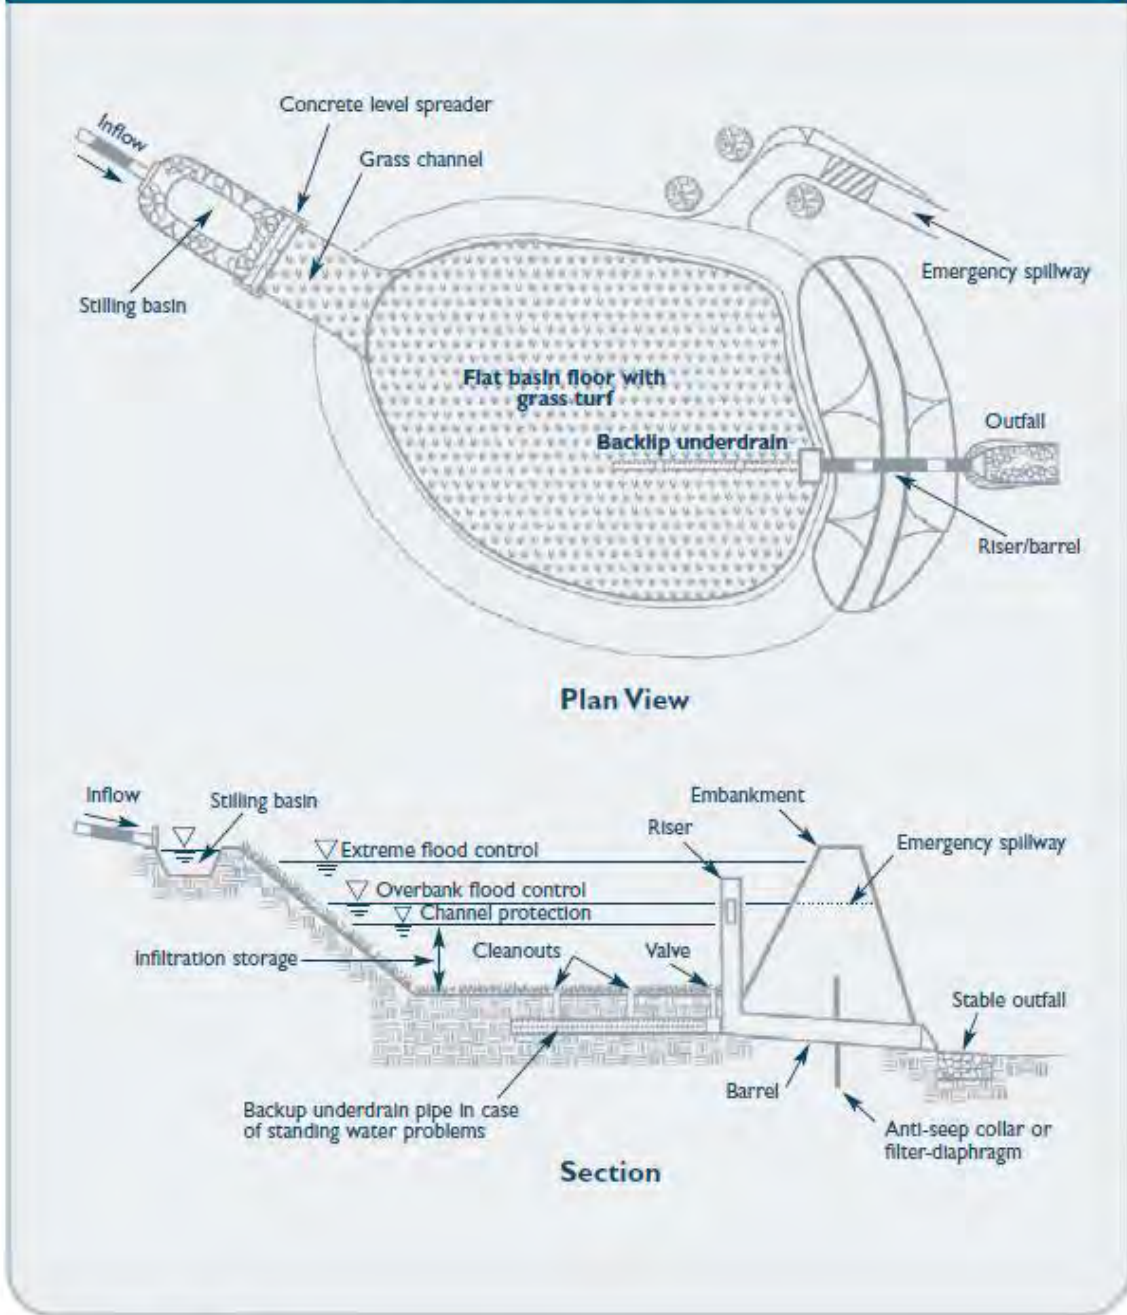 Inflow
Concrete level spreader
Grass channel
Stilling basin
Emergency spillway
Flat basin floor with
grass turf
Backlip underdrain
Outfall
Riser/barrel
Plan View
Inflow
Stilling basin
Embankment
Riser
Emergency spillway
Extreme flood control
Overbank flood control
Channel protection
Infiltration storage
Cleanouts
Valve
Stable outfall
Barrel
Backup underdrain pipe in case
of standing water problems
Anti-seep collar or
filter-diaphragm
Section